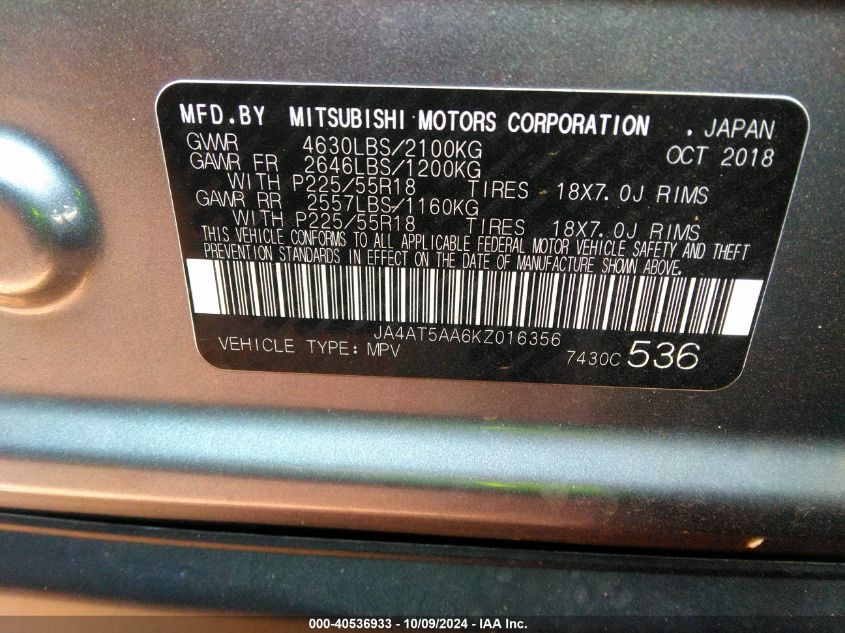 MFD.BY MITSUBISHI MOTORS CORPORATION . JAPAN
GVWR 4630LBS/2100KG OCT 2018
GAWR FR 2646LBS/1200KG
WITH P225/55R18 TIRES 18X7.0J RIMS
GAWR RR 2557LBS/1160KG
WITH P225/55R18 TIRES 18X7.0J RIMS
THIS VEHICLE CONFORMS TO ALL APPLICABLE FEDERAL MOTOR VEHICLE SAFETY AND THEFT
PREVENTION STANDARDS IN EFFECT ON THE DATE OF MANUFACTURE SHOWN ABOVE.
JA4AT5AA6KZ016356
VEHICLE TYPE: MPV 7430C 536
000-40536933 - 10/09/2024 - IAA Inc.